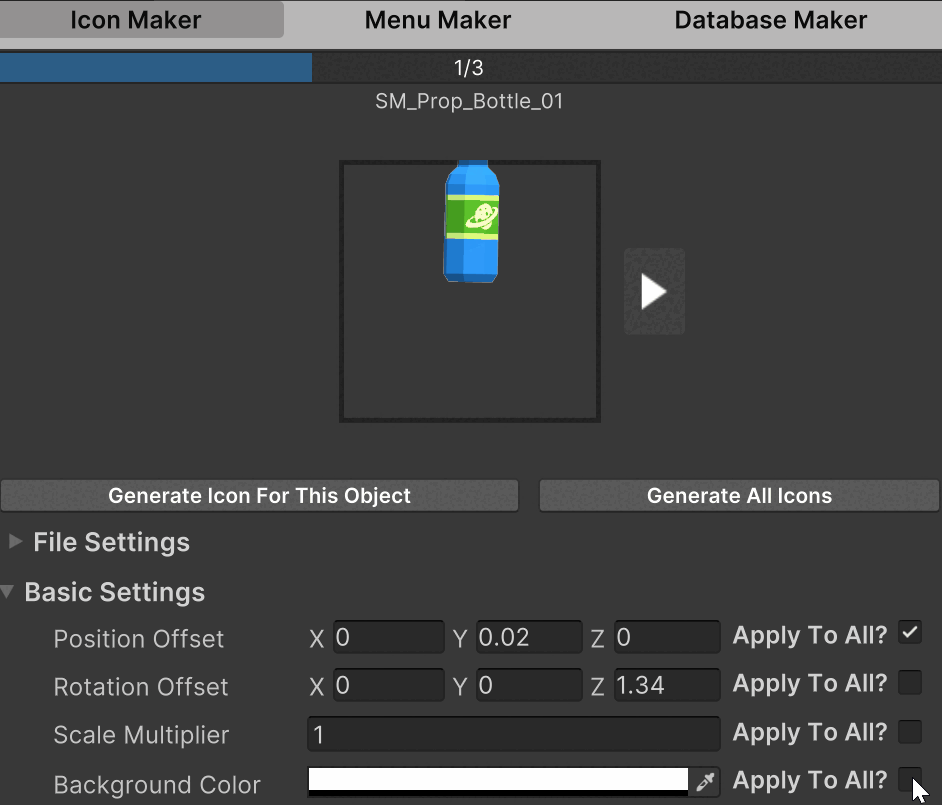 Icon Maker Menu Maker Database Maker
1/3
SM_Prop_Bottle_01
Generate Icon For This Object Generate All Icons
File Settings
Basic Settings
Position Offset X 0 Y 0.02 Z 0 Apply To All?
Rotation Offset X 0 Y 0 Z 1.34 Apply To All?
Scale Multiplier 1 Apply To All?
Background Color Apply To All?